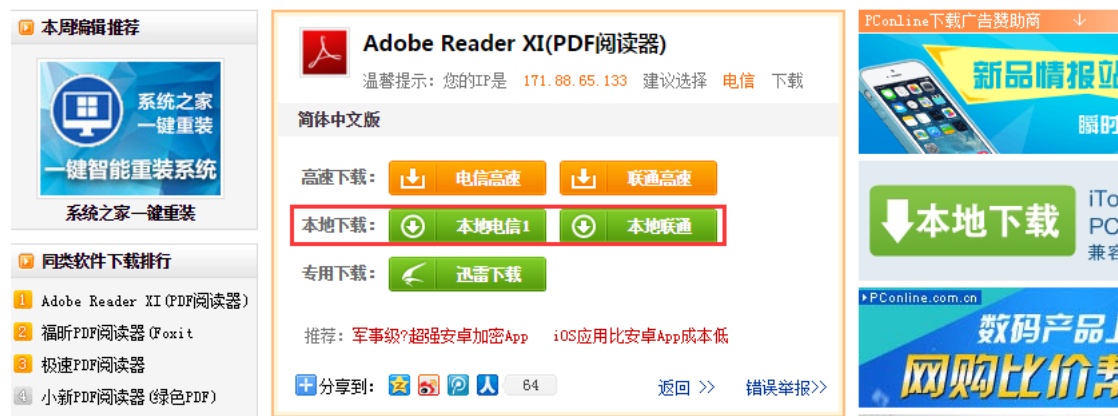 本周编辑推荐
系统之家
一键重装
一键智能重装系统
系统之家一键重装
同类软件下载排行
1 Adobe Reader XI(PDF阅读器)
2 福昕PDF阅读器(Foxit
3 极速PDF阅读器
4 小新PDF阅读器(绿色PDF)
Adobe Reader XI(PDF阅读器)
温馨提示：您的IP是 171.88.65.133 建议选择 电信 下载
简体中文版
高速下载： 电信高速 联通高速
本地下载： 本地电信1 本地联通
专用下载： 迅雷下载
推荐：军事级?超强安卓加密App iOS应用比安卓App成本低
分享到： 64 返回 >> 错误举报>>
PConline下载广告赞助商 ↓
新品情报站
瞬时
本地下载
iTo
PC
兼容
PConline.com.cn
数码产品
网购比价